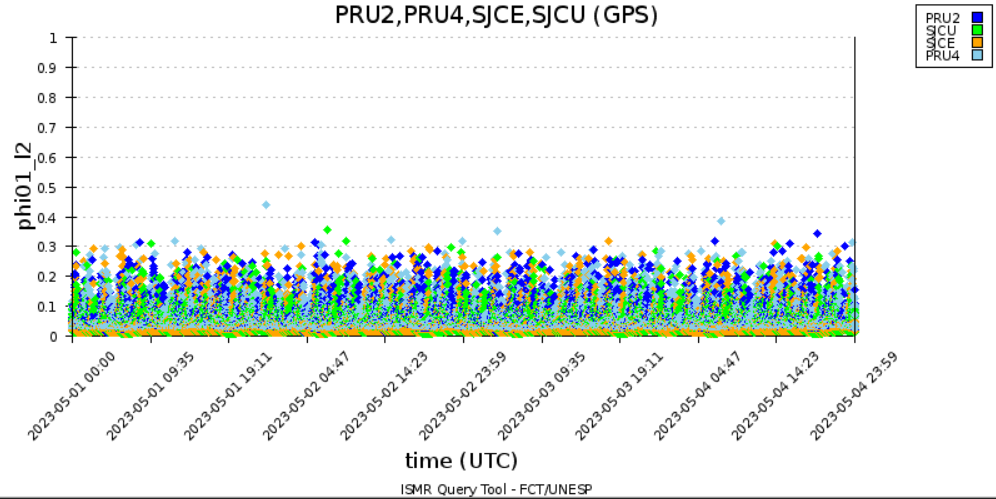 PRU2,PRU4,SJCE,SJCU (GPS)
PRU2
SJCU
SJCE
PRU4
phi01_l2
1
0.9
0.8
0.7
0.6
0.5
0.4
0.3
0.2
0.1
0
2023-05-01 00:00
2023-05-01 09:35
2023-05-01 19:11
2023-05-02 04:47
2023-05-02 14:23
2023-05-02 23:59
2023-05-03 09:35
2023-05-03 19:11
2023-05-04 04:47
2023-05-04 14:23
2023-05-04 23:59
time (UTC)
ISMR Query Tool - FCT/UNESP